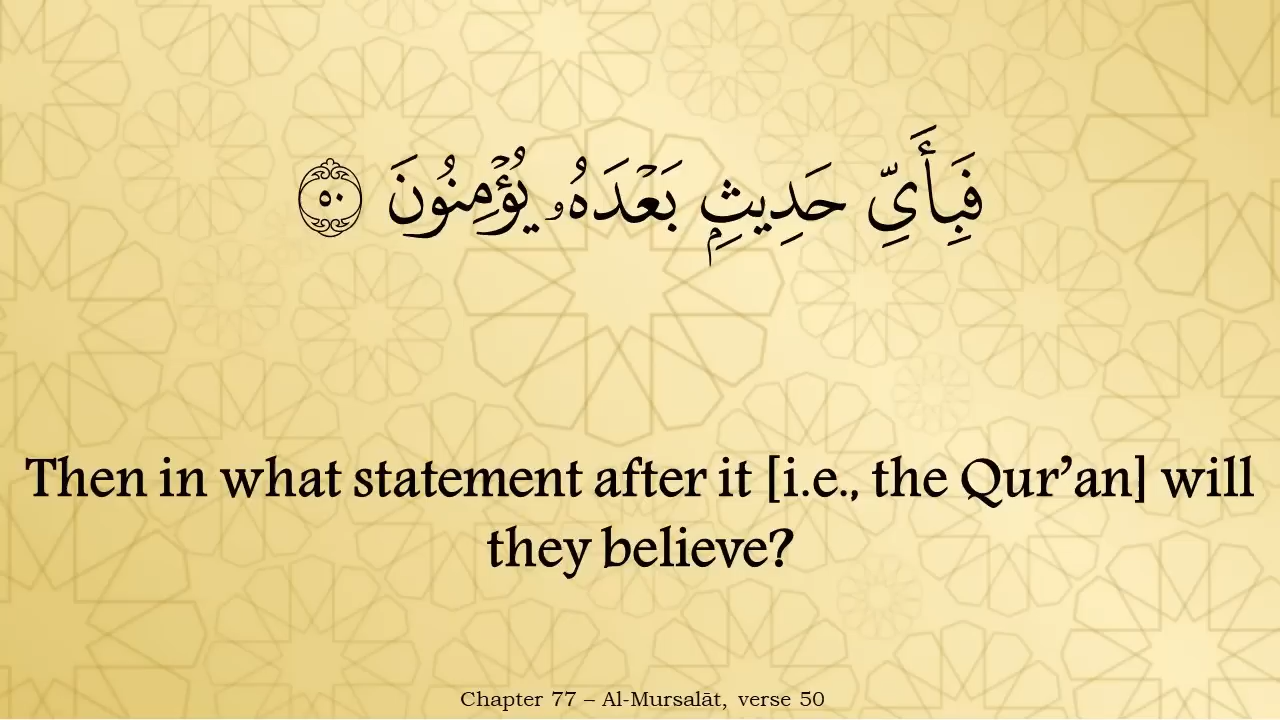 فَبِأَىِّ حَدِيثٍۭ بَعْدَهُۥ يُؤْمِنُونَ ٥٠
Then in what statement after it [i.e., the Qur’an] will
they believe?
Chapter 77 – Al-Mursalāt, verse 50